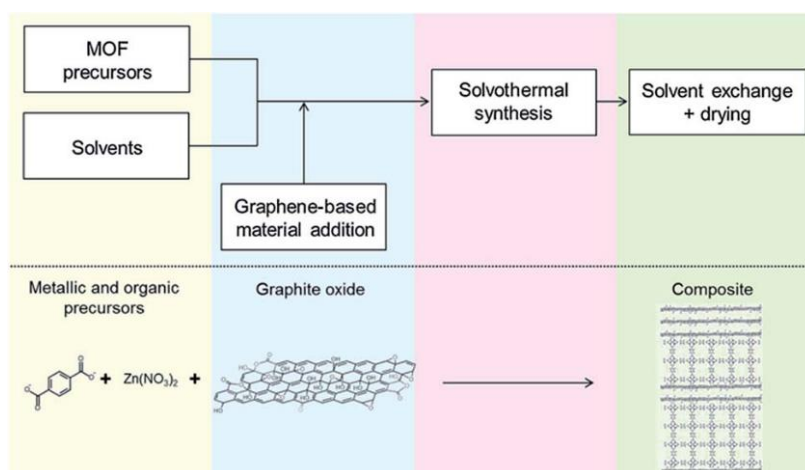 MOF
precursors
Solvents
Graphene-based
material addition
Solvothermal
synthesis
Solvent exchange
+ drying
Metallic and organic
precursors
Graphite oxide
Composite
+ Zn(NO₃)₂ +